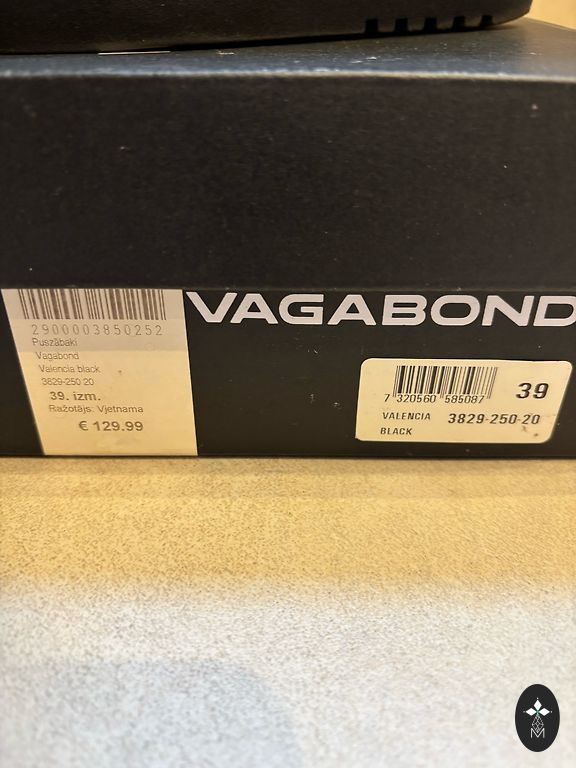 VAGABOND
2900003850252
Puszābaki
Vagabond
Valencia black
3829-250 20
39. izm.
Ražotājs: Vjetnama
€ 129.99
7 320560 585087
39
VALENCIA 3829-250-20
BLACK
M